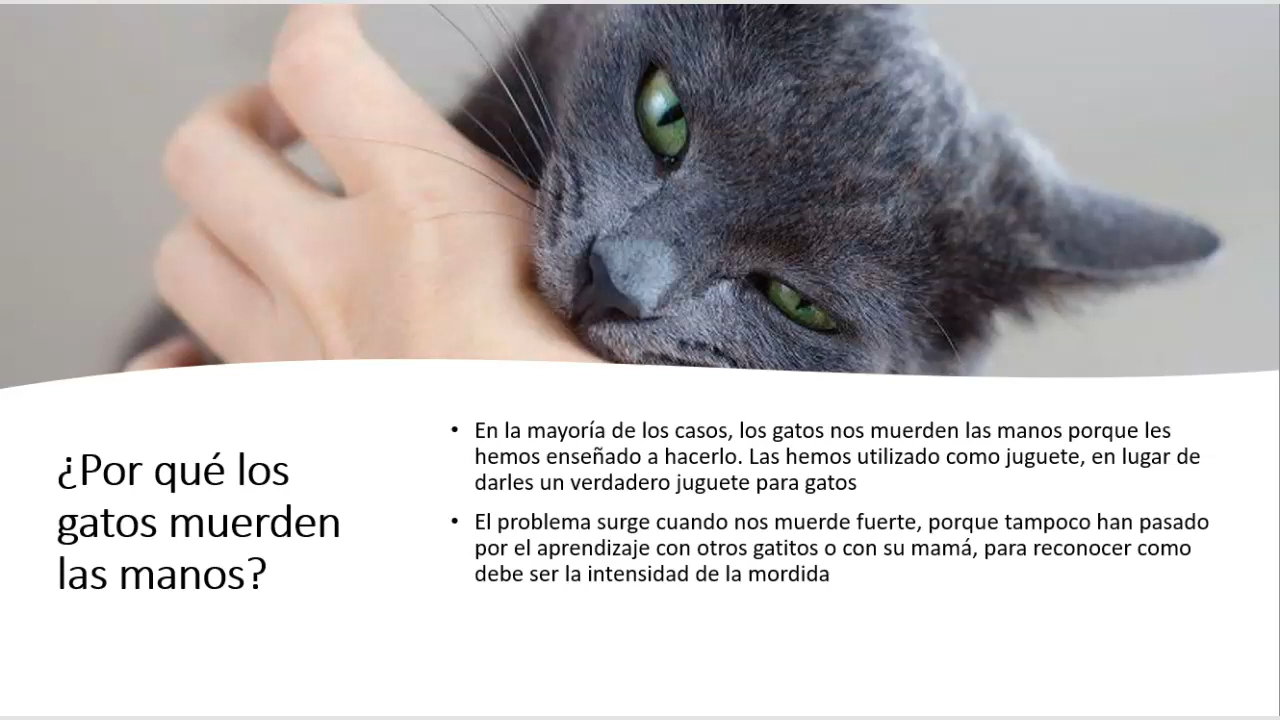 ¿Por qué los
gatos muerden
las manos?
• En la mayoría de los casos, los gatos nos muerden las manos porque les
hemos enseñado a hacerlo. Las hemos utilizado como juguete, en lugar de
darles un verdadero juguete para gatos
• El problema surge cuando nos muerde fuerte, porque tampoco han pasado
por el aprendizaje con otros gatitos o con su mamá, para reconocer como
debe ser la intensidad de la mordida